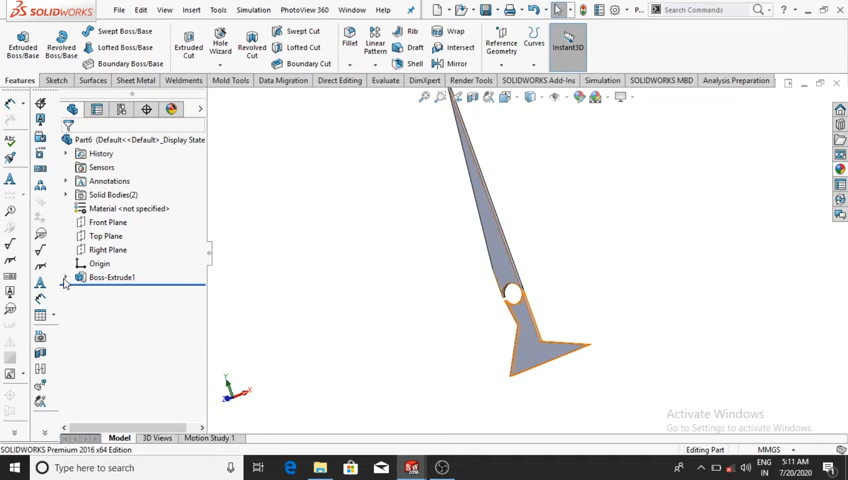 SOLIDWORKS
File Edit View Insert Tools Simulation PhotoView 360 Window Help
P... Search Commands
Extruded Boss/Base
Revolved Boss/Base
Swept Boss/Base
Lofted Boss/Base
Boundary Boss/Base
Extruded Cut
Hole Wizard
Revolved Cut
Swept Cut
Lofted Cut
Boundary Cut
Fillet
Linear Pattern
Rib
Draft
Shell
Wrap
Intersect
Mirror
Reference Geometry
Curves
Instant3D
Features Sketch Surfaces Sheet Metal Weldments Mold Tools Data Migration Direct Editing Evaluate DimXpert Render Tools SOLIDWORKS Add-Ins Simulation SOLIDWORKS MBD Analysis Preparation
Part6 (Default<<Default>_Display State
History
Sensors
Annotations
Solid Bodies(2)
Material <not specified>
Front Plane
Top Plane
Right Plane
Origin
Boss-Extrude1
Y
X
Z
Activate Windows
Go to Settings to activate Windows.
Model 3D Views Motion Study 1
SOLIDWORKS Premium 2016 x64 Edition
Editing Part MMGS
Type here to search
ENG
IN
5:11 AM
7/20/2020